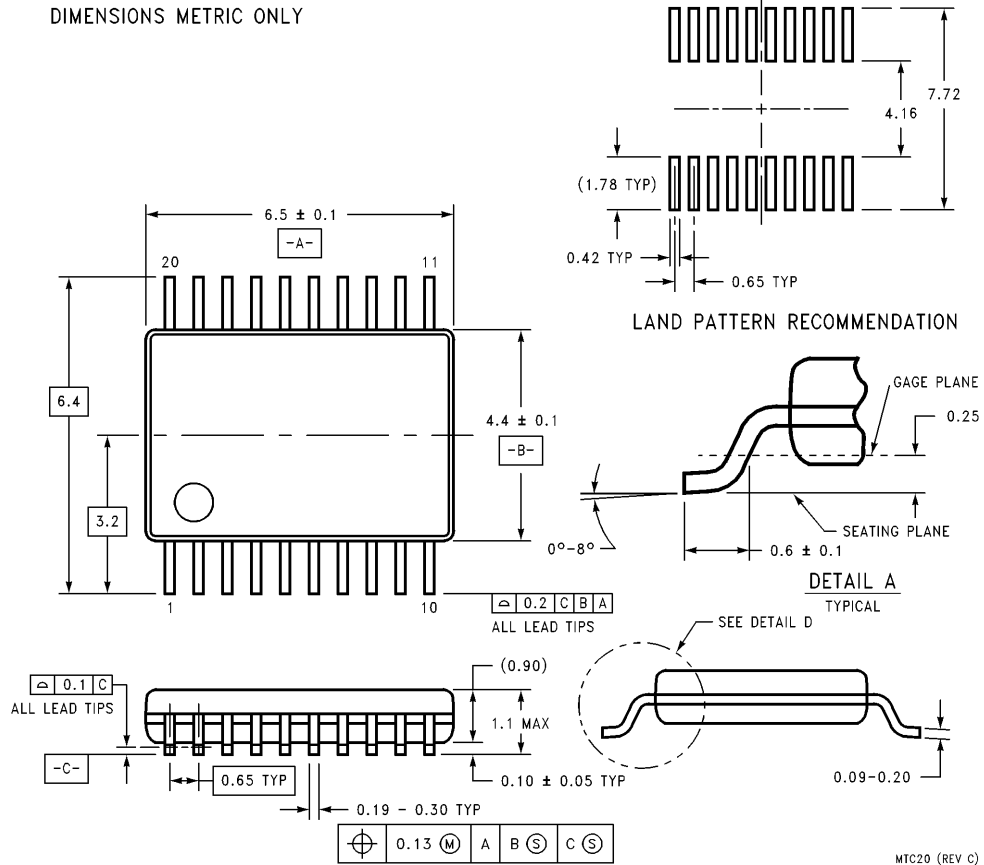 DIMENSIONS METRIC ONLY
7.72
4.16
(1.78 TYP)
0.42 TYP
0.65 TYP
LAND PATTERN RECOMMENDATION
6.5 ± 0.1
-A-
20
11
6.4
3.2
4.4 ± 0.1
-B-
1
10
⌓ 0.2 C B A
ALL LEAD TIPS
GAGE PLANE
0.25
SEATING PLANE
0°-8°
0.6 ± 0.1
DETAIL A
TYPICAL
SEE DETAIL D
0.09-0.20
⌓ 0.1 C
ALL LEAD TIPS
-C-
(0.90)
1.1 MAX
0.65 TYP
0.10 ± 0.05 TYP
0.19 - 0.30 TYP
⌖ 0.13 Ⓜ A B Ⓢ C Ⓢ
MTC20 (REV C)